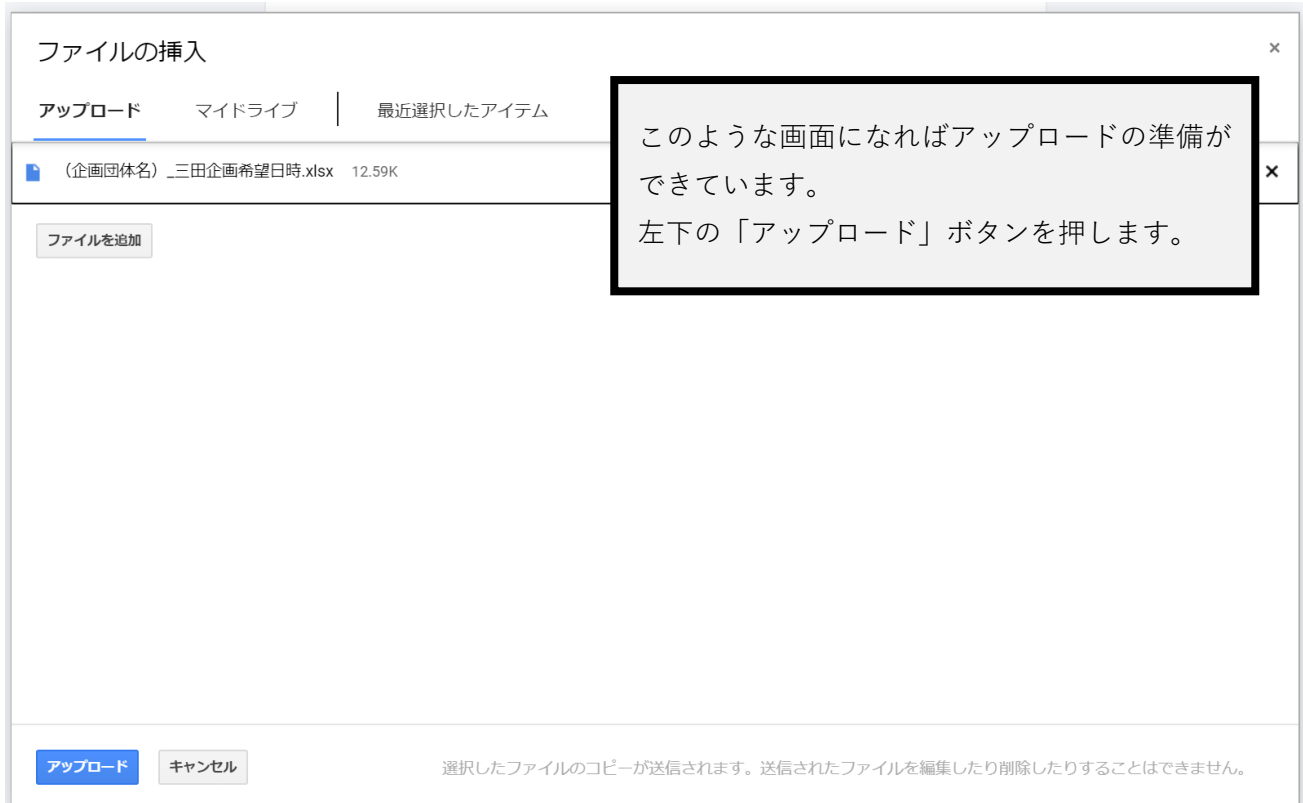 ファイルの挿入
×
アップロード マイドライブ 最近選択したアイテム
このような画面になればアップロードの準備が
できています。
左下の「アップロード」ボタンを押します。
（企画団体名）_三田企画希望日時.xlsx 12.59K
×
ファイルを追加
アップロード キャンセル 選択したファイルのコピーが送信されます。送信されたファイルを編集したり削除したりすることはできません。